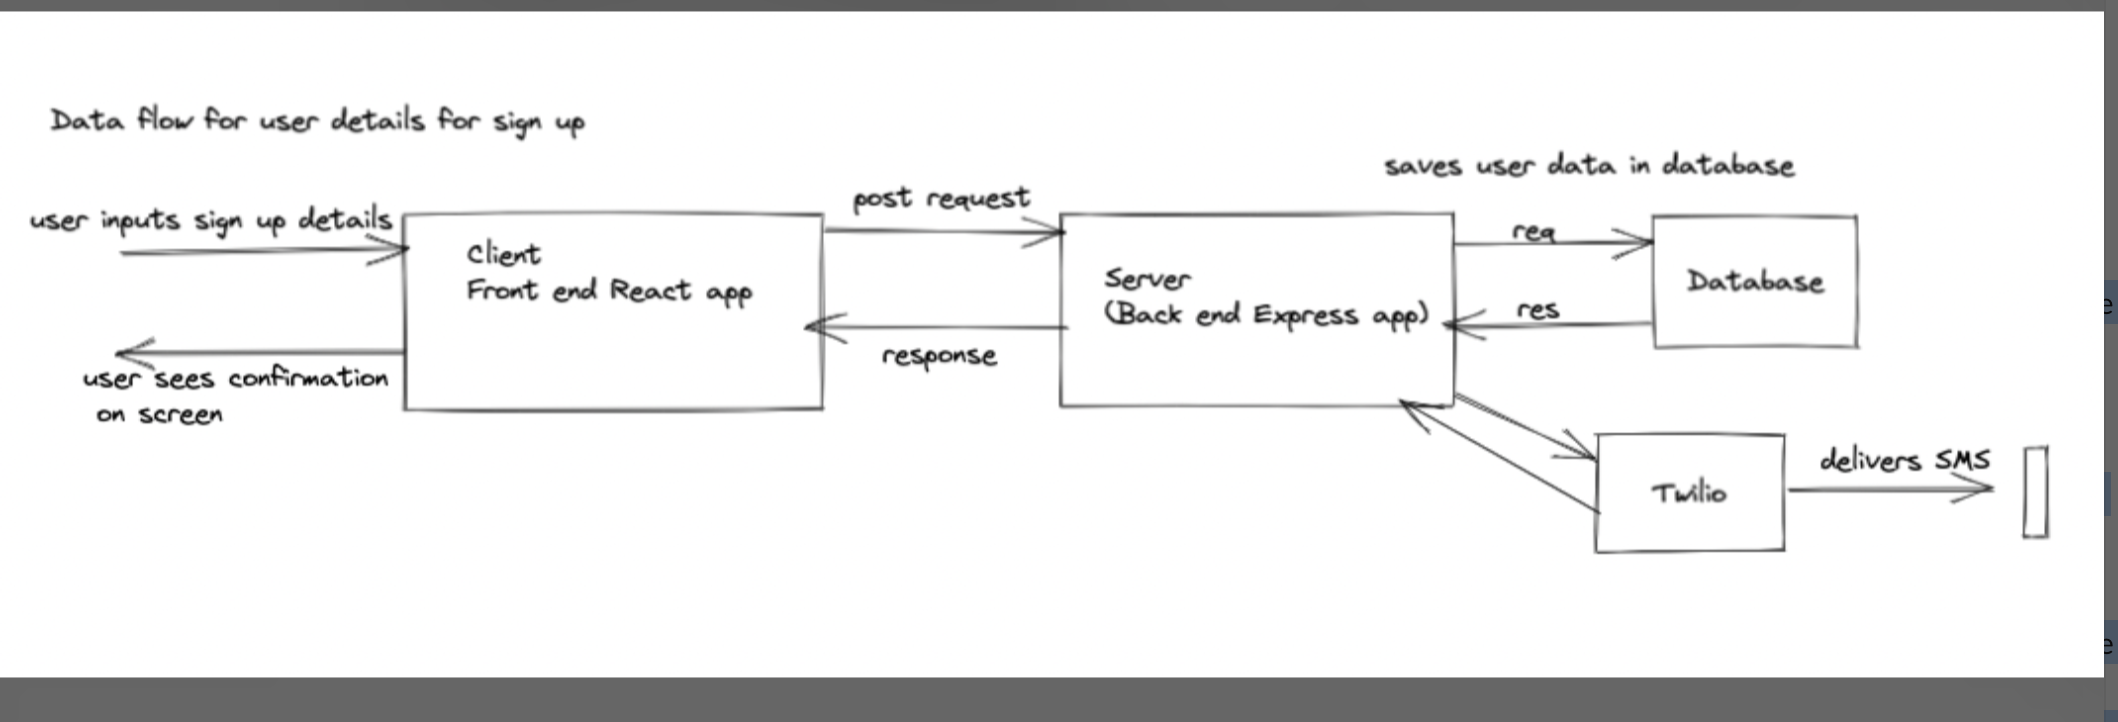 Data flow for user details for sign up
saves user data in database
user inputs sign up details
post request
Client
Front end React app
Server
(Back end Express app)
req
Database
res
response
user sees confirmation
on screen
Twilio
delivers SMS
e
e